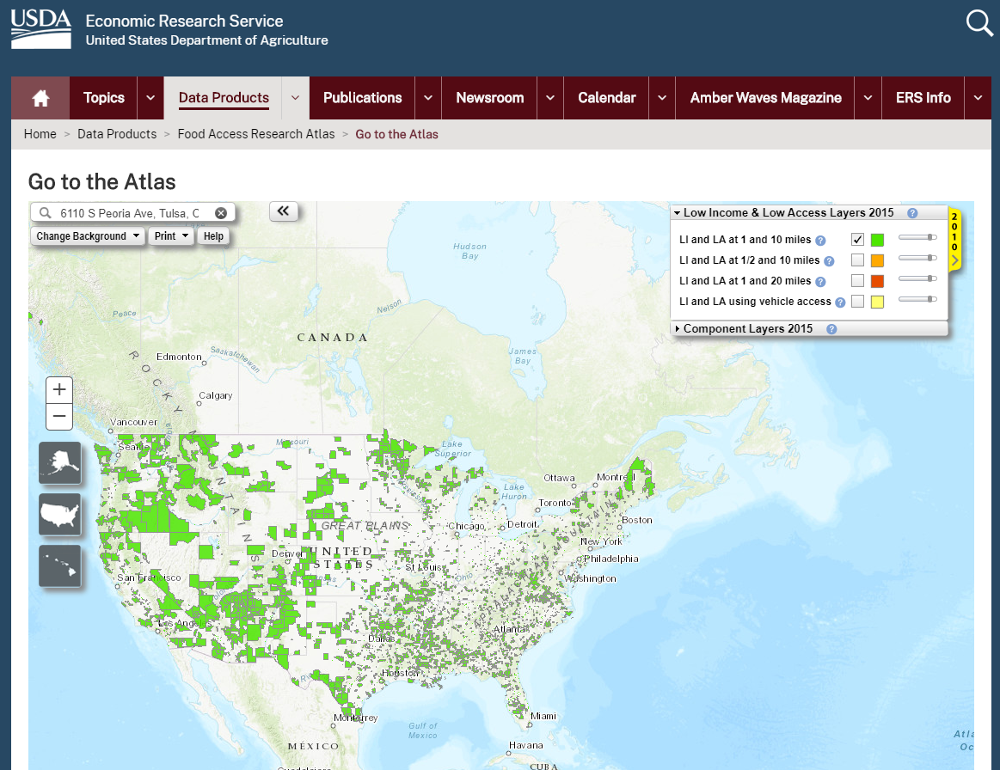 USDA
Economic Research Service
United States Department of Agriculture
Topics
Data Products
Publications
Newsroom
Calendar
Amber Waves Magazine
ERS Info
Home > Data Products > Food Access Research Atlas > Go to the Atlas
Go to the Atlas
6110 S Peoria Ave, Tulsa, O
Change Background
Print
Help
Low Income & Low Access Layers 2015 ?
LI and LA at 1 and 10 miles ?
LI and LA at 1/2 and 10 miles ?
LI and LA at 1 and 20 miles ?
LI and LA using vehicle access ?
Component Layers 2015 ?
2010
Hudson
Bay
Peace
Nelson
CANADA
James
Bay
Edmonton
Saskatchewan
ROCKY
Calgary
+
−
Vancouver
Seattle
Missouri
Lake
Superior
Ottawa
Montreal
Lake
Huron
Toronto
MOUNTAINS
GREAT PLAINS
Chicago
Detroit
Boston
New York
Denver
UNITED
STATES
Philadelphia
St Louis
Ohio
Washington
San Francisco
APPALACHIAN MOUNTAINS
Los Angeles
Atlanta
Dallas
Houston
Monterrey
Miami
Gulf of
Mexico
MÉXICO
Havana
CUBA
Guadalajara